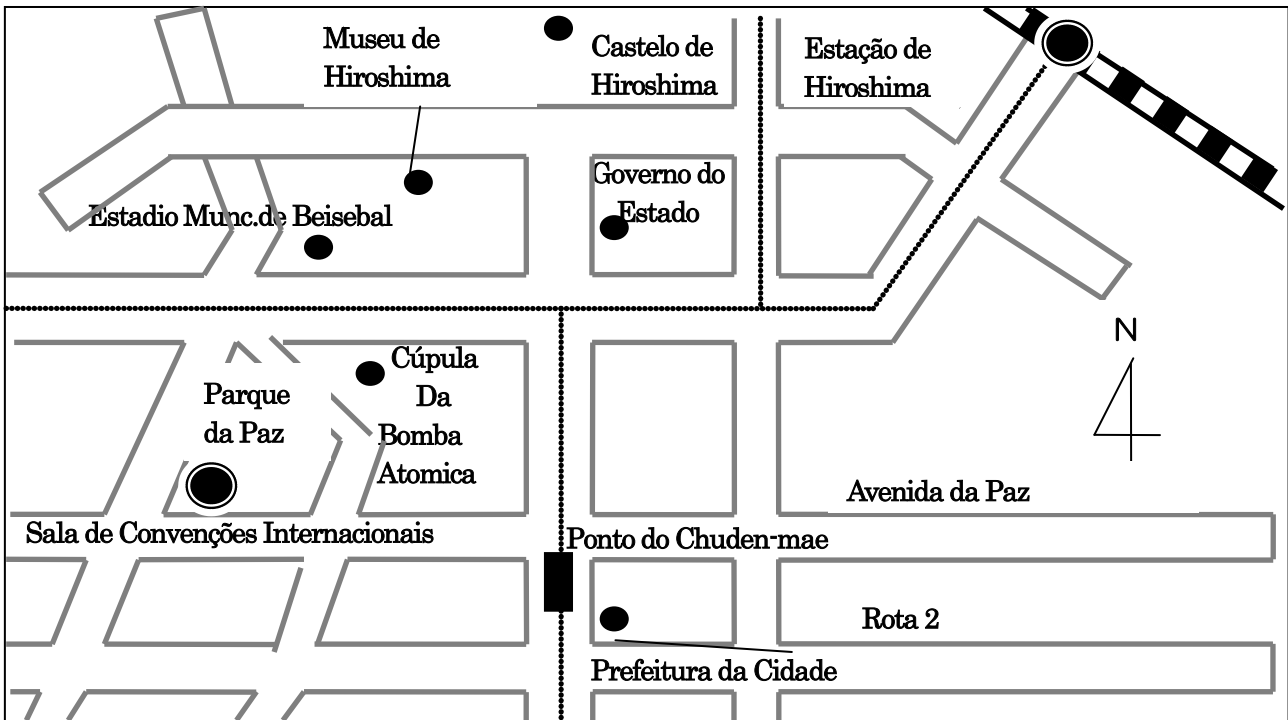 Museu de
Hiroshima
Castelo de
Hiroshima
Estação de
Hiroshima
Governo do
Estado
Estadio Munc.de Beisebal
N
Cúpula
Da
Bomba
Atomica
Parque
da Paz
Avenida da Paz
Sala de Convenções Internacionais
Ponto do Chuden-mae
Rota 2
Prefeitura da Cidade